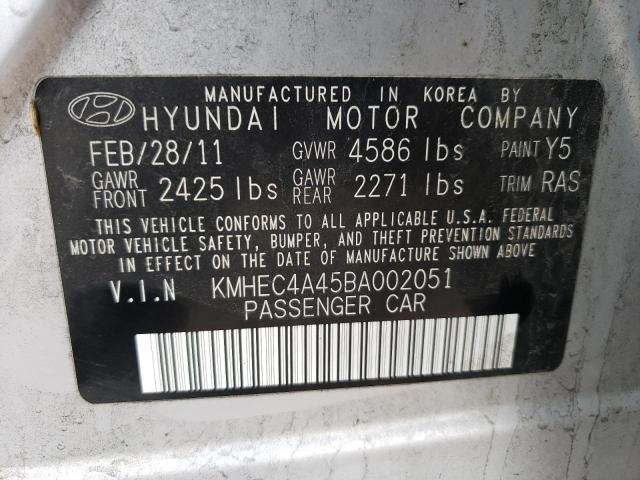 MANUFACTURED IN KOREA BY
HYUNDAI MOTOR COMPANY
FEB/28/11 GVWR 4586 lbs PAINT Y5
GAWR FRONT 2425 lbs GAWR REAR 2271 lbs TRIM RAS
THIS VEHICLE CONFORMS TO ALL APPLICABLE U.S.A. FEDERAL
MOTOR VEHICLE SAFETY, BUMPER, AND THEFT PREVENTION STANDARDS
IN EFFECT ON THE DATE OF MANUFACTURE SHOWN ABOVE
V.I.N KMHEC4A45BA002051
PASSENGER CAR